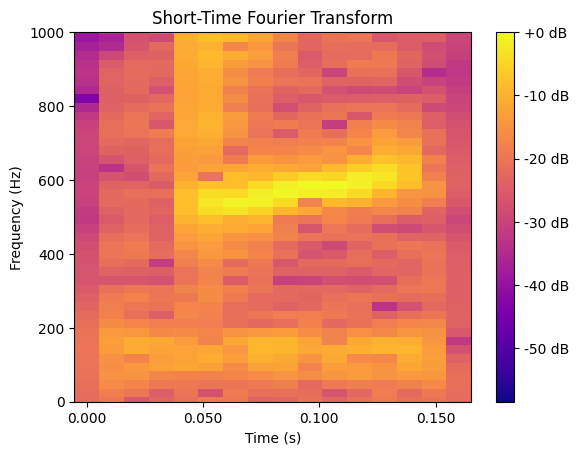 Short-Time Fourier Transform
1000
800
600
400
200
0
Frequency (Hz)
0.000
0.050
0.100
0.150
Time (s)
+0 dB
-10 dB
-20 dB
-30 dB
-40 dB
-50 dB